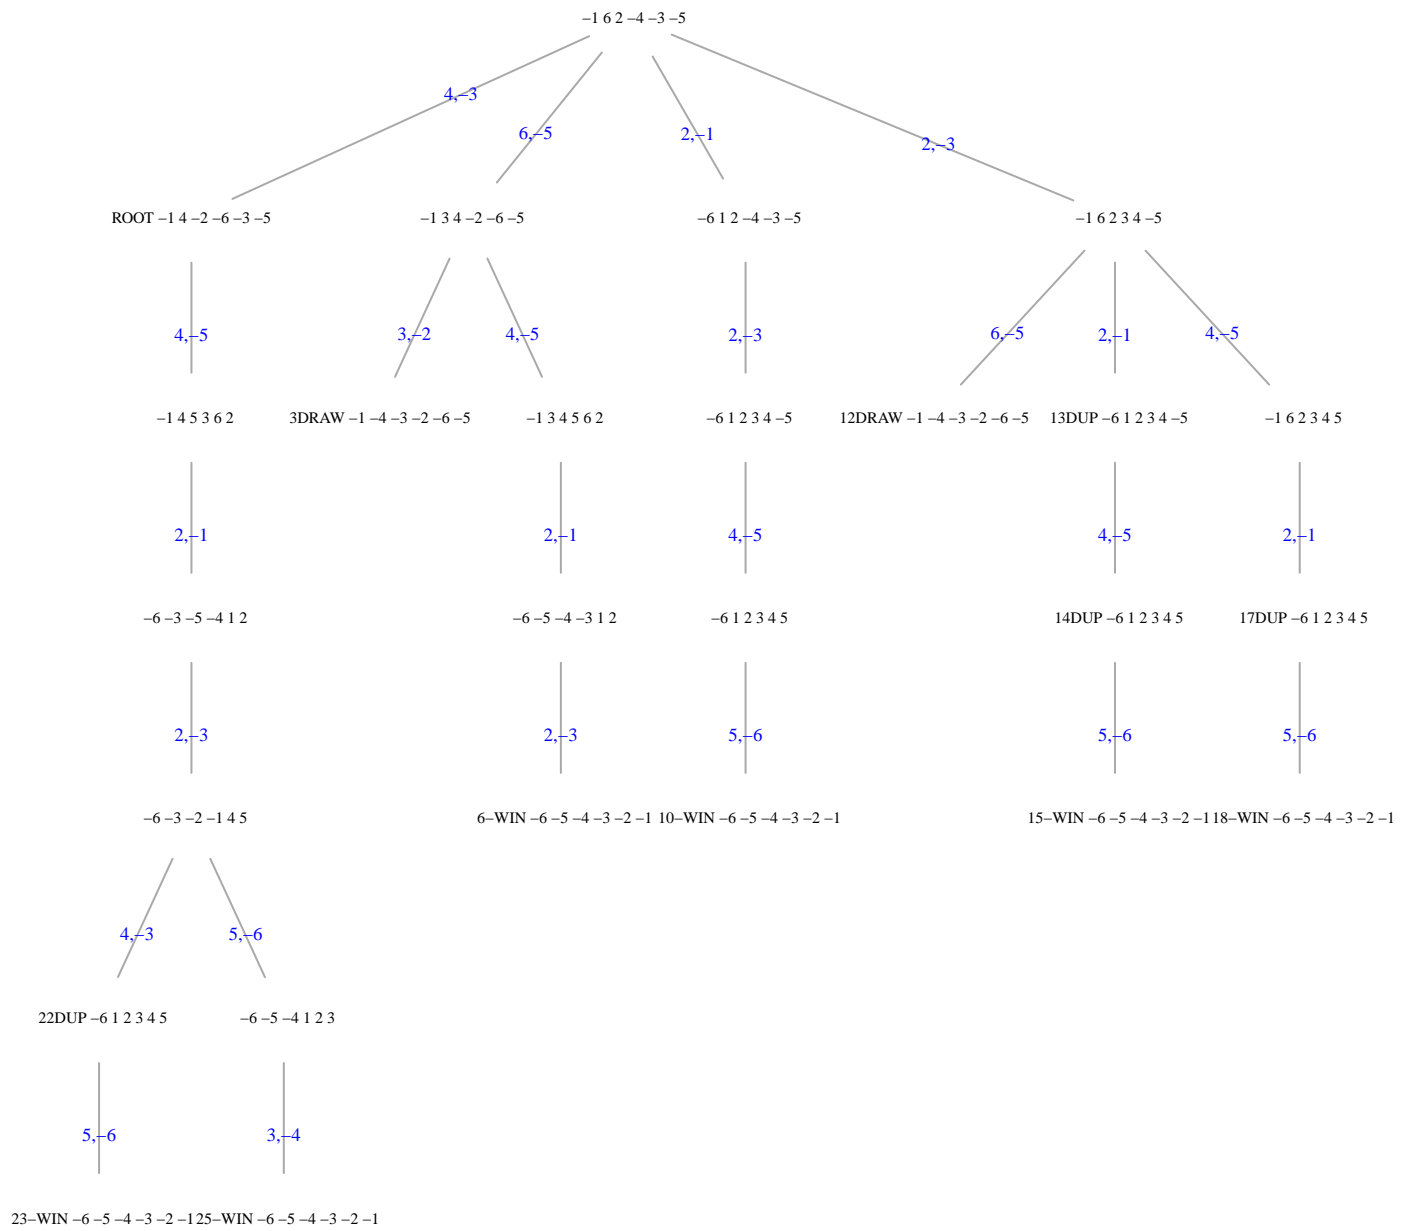 –1 6 2 –4 –3 –5
4,–3
6,–5
2,–1
2,–3
ROOT –1 4 –2 –6 –3 –5
–1 3 4 –2 –6 –5
–6 1 2 –4 –3 –5
–1 6 2 3 4 –5
4,–5
3,–2
4,–5
2,–3
6,–5
2,–1
4,–5
–1 4 5 3 6 2
3DRAW –1 –4 –3 –2 –6 –5
–1 3 4 5 6 2
–6 1 2 3 4 –5
12DRAW –1 –4 –3 –2 –6 –5
13DUP –6 1 2 3 4 –5
–1 6 2 3 4 5
2,–1
2,–1
4,–5
4,–5
2,–1
–6 –3 –5 –4 1 2
–6 –5 –4 –3 1 2
–6 1 2 3 4 5
14DUP –6 1 2 3 4 5
17DUP –6 1 2 3 4 5
2,–3
2,–3
5,–6
5,–6
5,–6
–6 –3 –2 –1 4 5
6–WIN –6 –5 –4 –3 –2 –1
10–WIN –6 –5 –4 –3 –2 –1
15–WIN –6 –5 –4 –3 –2 –1
18–WIN –6 –5 –4 –3 –2 –1
4,–3
5,–6
22DUP –6 1 2 3 4 5
–6 –5 –4 1 2 3
5,–6
3,–4
23–WIN –6 –5 –4 –3 –2 –1
25–WIN –6 –5 –4 –3 –2 –1